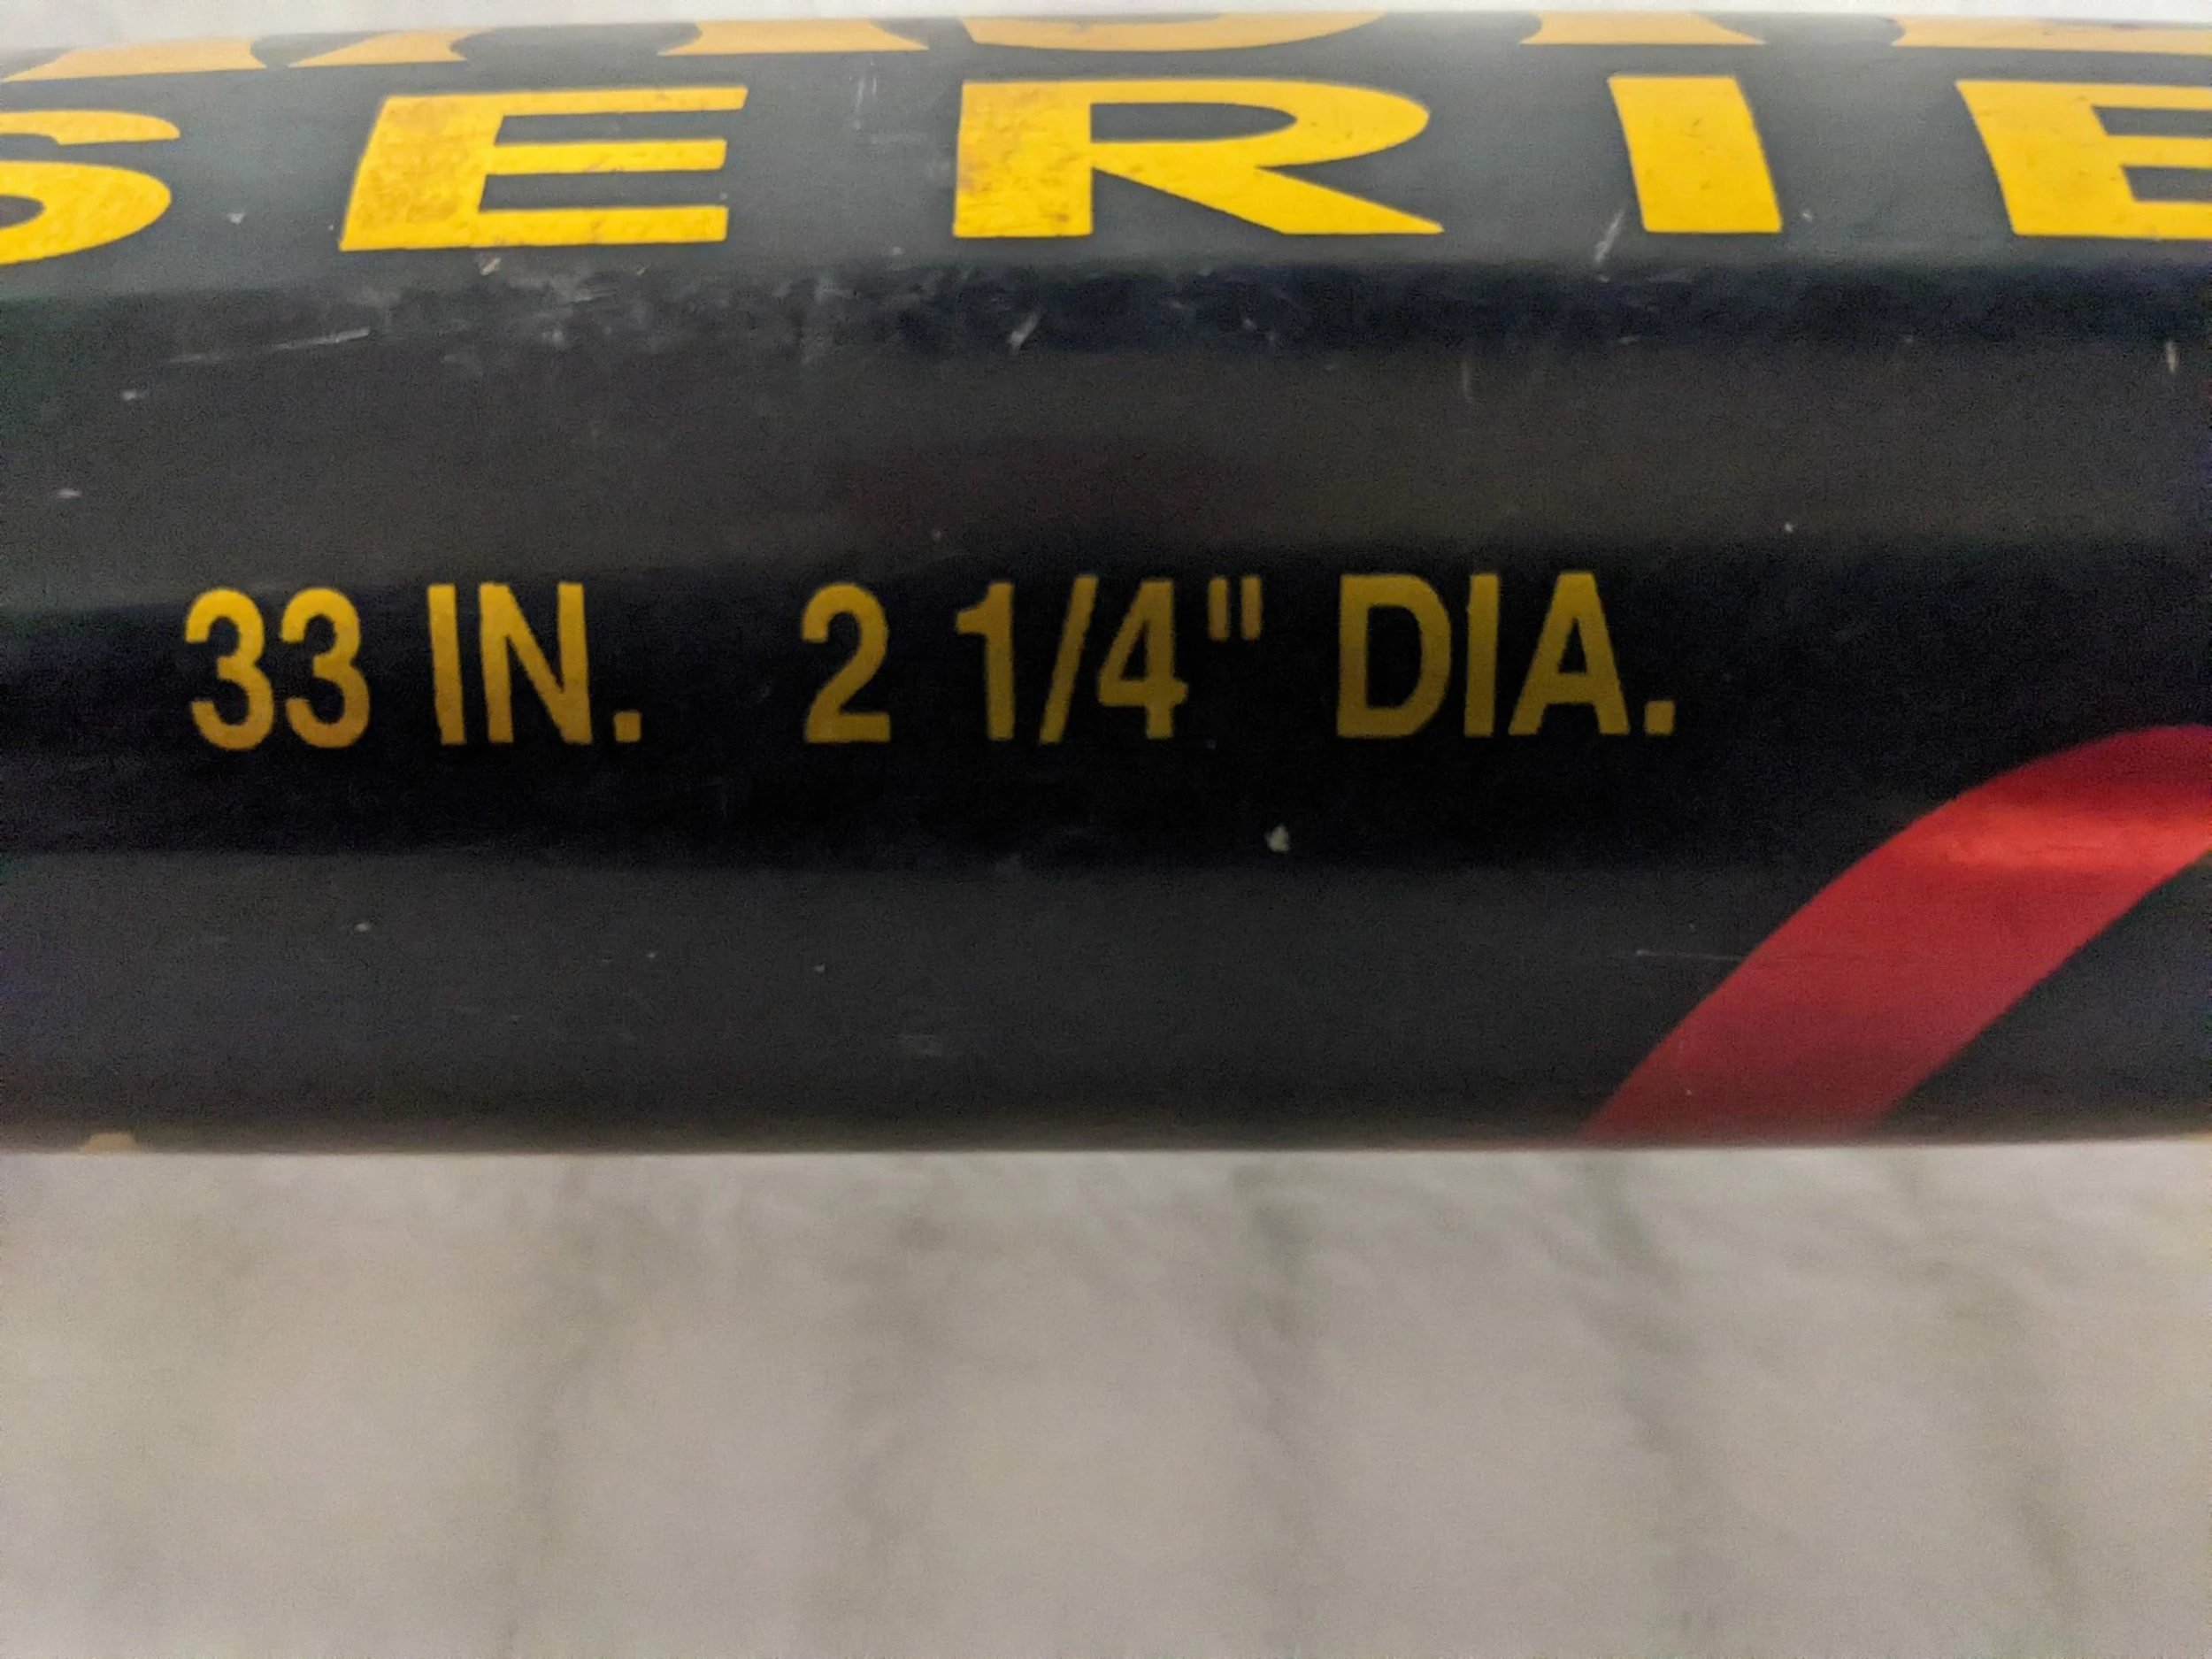 SERIE
33 IN. 2 1/4" DIA.